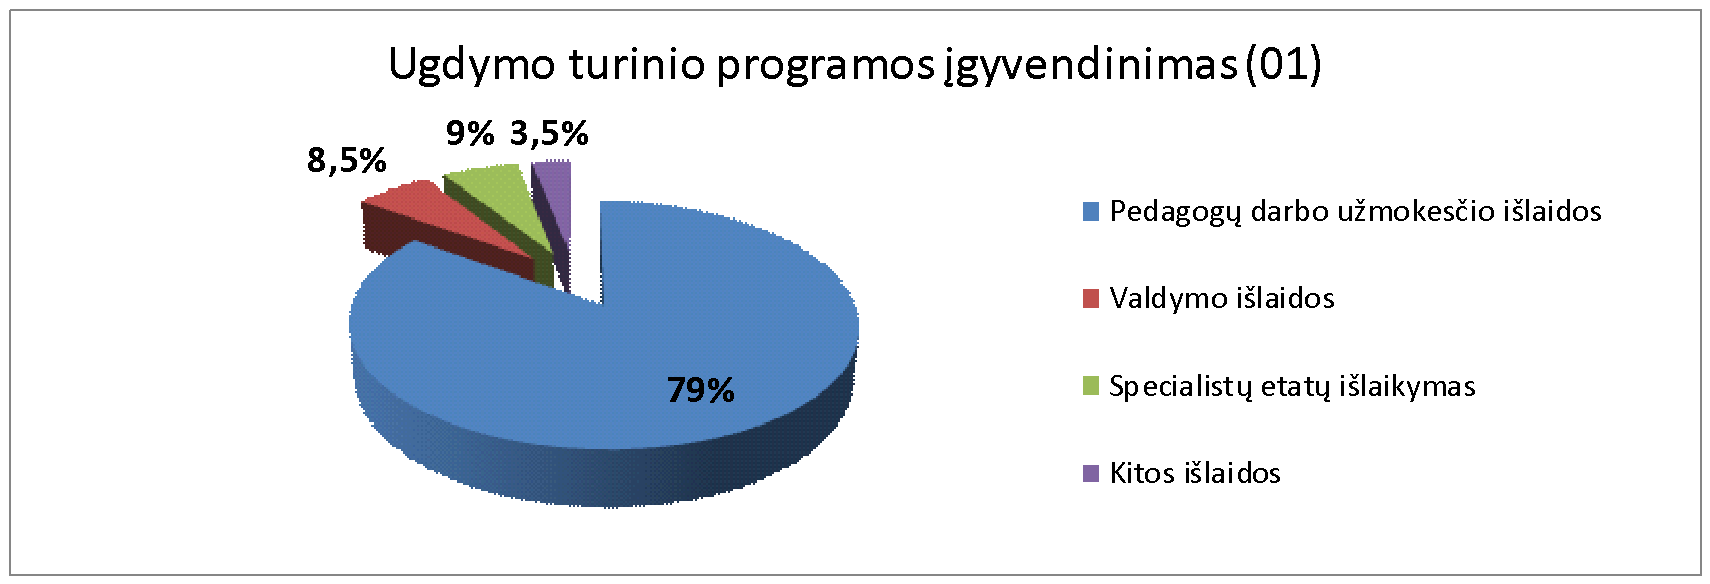 Ugdymo turinio programos įgyvendinimas (01)
9% 3,5%
8,5%
79%
Pedagogų darbo užmokesčio išlaidos
Valdymo išlaidos
Specialistų etatų išlaikymas
Kitos išlaidos